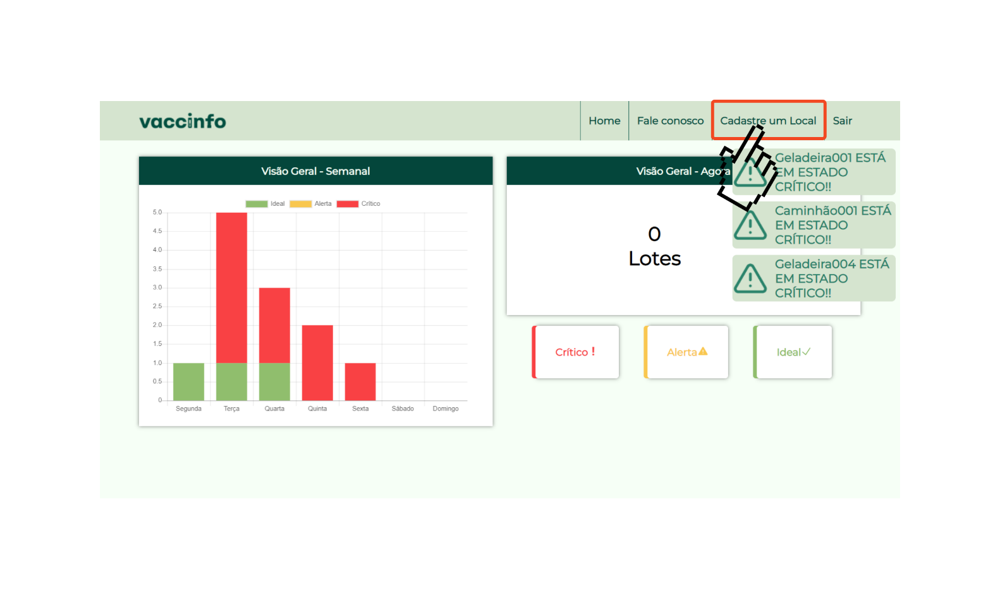 vaccinfo
Home
Fale conosco
Cadastre um Local
Sair
Visão Geral - Semanal
Ideal
Alerta
Crítico
5.0
4.5
4.0
3.5
3.0
2.5
2.0
1.5
1.0
0.5
0
Segunda
Terça
Quarta
Quinta
Sexta
Sábado
Domingo
Visão Geral - Agora
0
Lotes
Geladeira001 ESTÁ
EM ESTADO
CRÍTICO!!
Caminhão001 ESTÁ
EM ESTADO
CRÍTICO!!
Geladeira004 ESTÁ
EM ESTADO
CRÍTICO!!
Crítico !
Alerta
Ideal